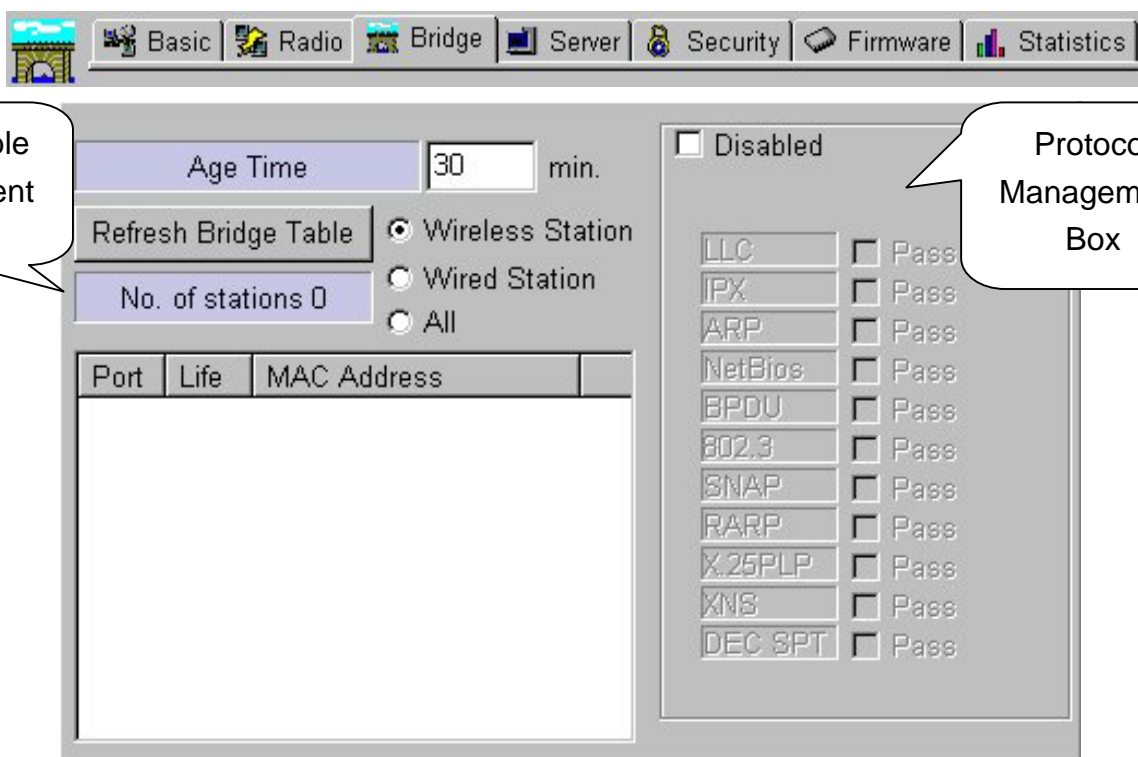 Basic Radio Bridge Server Security Firmware Statistics
Age Time 30 min.
Refresh Bridge Table
No. of stations 0
Wireless Station
Wired Station
All
Port Life MAC Address
Disabled
Management
Box
LLC Pass
IPX Pass
ARP Pass
NetBios Pass
BPDU Pass
802.3 Pass
SNAP Pass
RARP Pass
X.25PLP Pass
XNS Pass
DEC SPT Pass